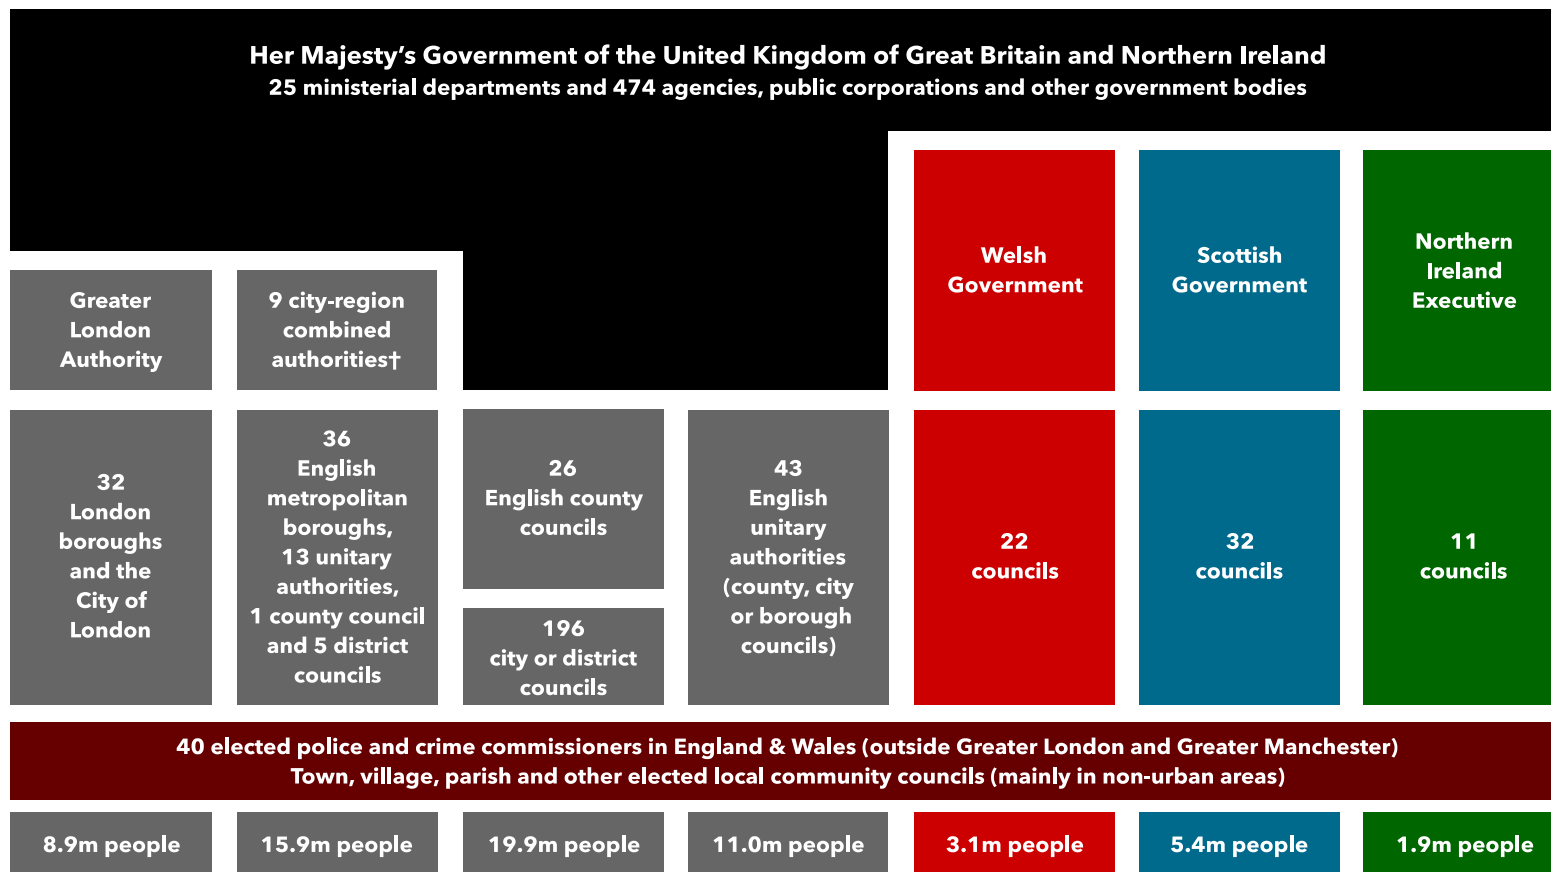 Her Majesty’s Government of the United Kingdom of Great Britain and Northern Ireland
25 ministerial departments and 474 agencies, public corporations and other government bodies
Welsh
Government
Scottish
Government
Northern
Ireland
Executive
Greater
London
Authority
9 city-region
combined
authorities†
32
London
boroughs
and the
City of
London
36
English
metropolitan
boroughs,
13 unitary
authorities,
1 county council
and 5 district
councils
26
English county
councils
196
city or district
councils
43
English
unitary
authorities
(county, city
or borough
councils)
22
councils
32
councils
11
councils
40 elected police and crime commissioners in England & Wales (outside Greater London and Greater Manchester)
Town, village, parish and other elected local community councils (mainly in non-urban areas)
8.9m people
15.9m people
19.9m people
11.0m people
3.1m people
5.4m people
1.9m people